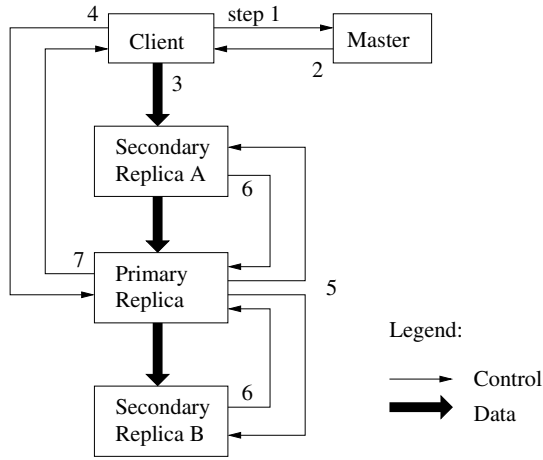 4
step 1
Client
Master
2
3
Secondary
Replica A
6
7
Primary
Replica
5
Legend:
6
Control
Secondary
Replica B
Data